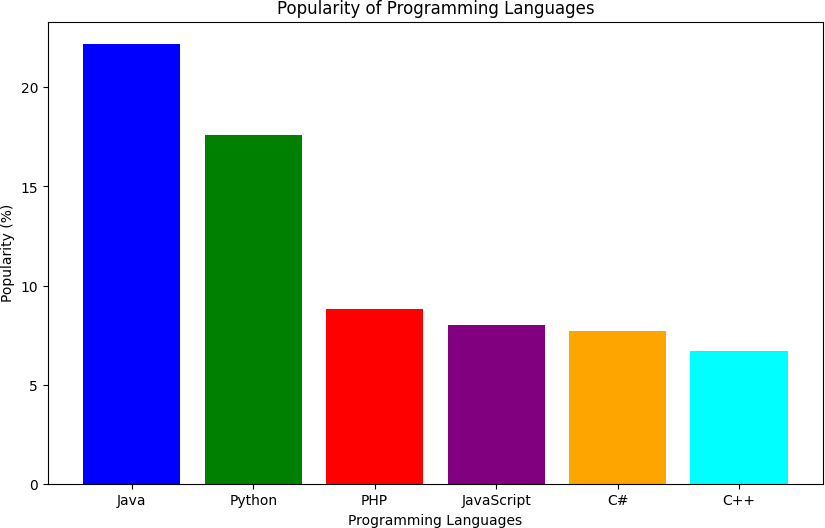 Popularity of Programming Languages
Popularity (%)
20
15
10
5
0
Java Python PHP JavaScript C# C++
Programming Languages